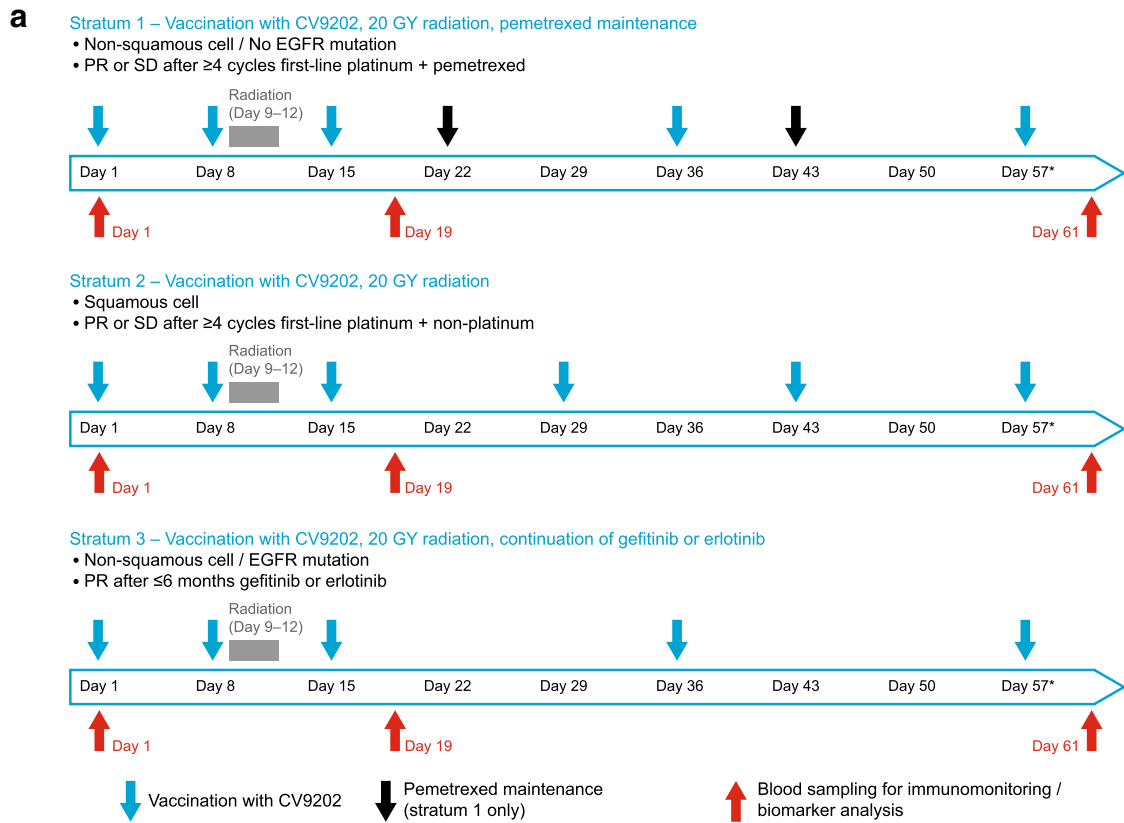 a
Stratum 1 – Vaccination with CV9202, 20 GY radiation, pemetrexed maintenance
• Non-squamous cell / No EGFR mutation
• PR or SD after ≥4 cycles first-line platinum + pemetrexed
Radiation
(Day 9–12)
Day 1 Day 8 Day 15 Day 22 Day 29 Day 36 Day 43 Day 50 Day 57*
Day 1 Day 19 Day 61
Stratum 2 – Vaccination with CV9202, 20 GY radiation
• Squamous cell
• PR or SD after ≥4 cycles first-line platinum + non-platinum
Radiation
(Day 9–12)
Day 1 Day 8 Day 15 Day 22 Day 29 Day 36 Day 43 Day 50 Day 57*
Day 1 Day 19 Day 61
Stratum 3 – Vaccination with CV9202, 20 GY radiation, continuation of gefitinib or erlotinib
• Non-squamous cell / EGFR mutation
• PR after ≤6 months gefitinib or erlotinib
Radiation
(Day 9–12)
Day 1 Day 8 Day 15 Day 22 Day 29 Day 36 Day 43 Day 50 Day 57*
Day 1 Day 19 Day 61
Vaccination with CV9202
Pemetrexed maintenance
(stratum 1 only)
Blood sampling for immunomonitoring /
biomarker analysis